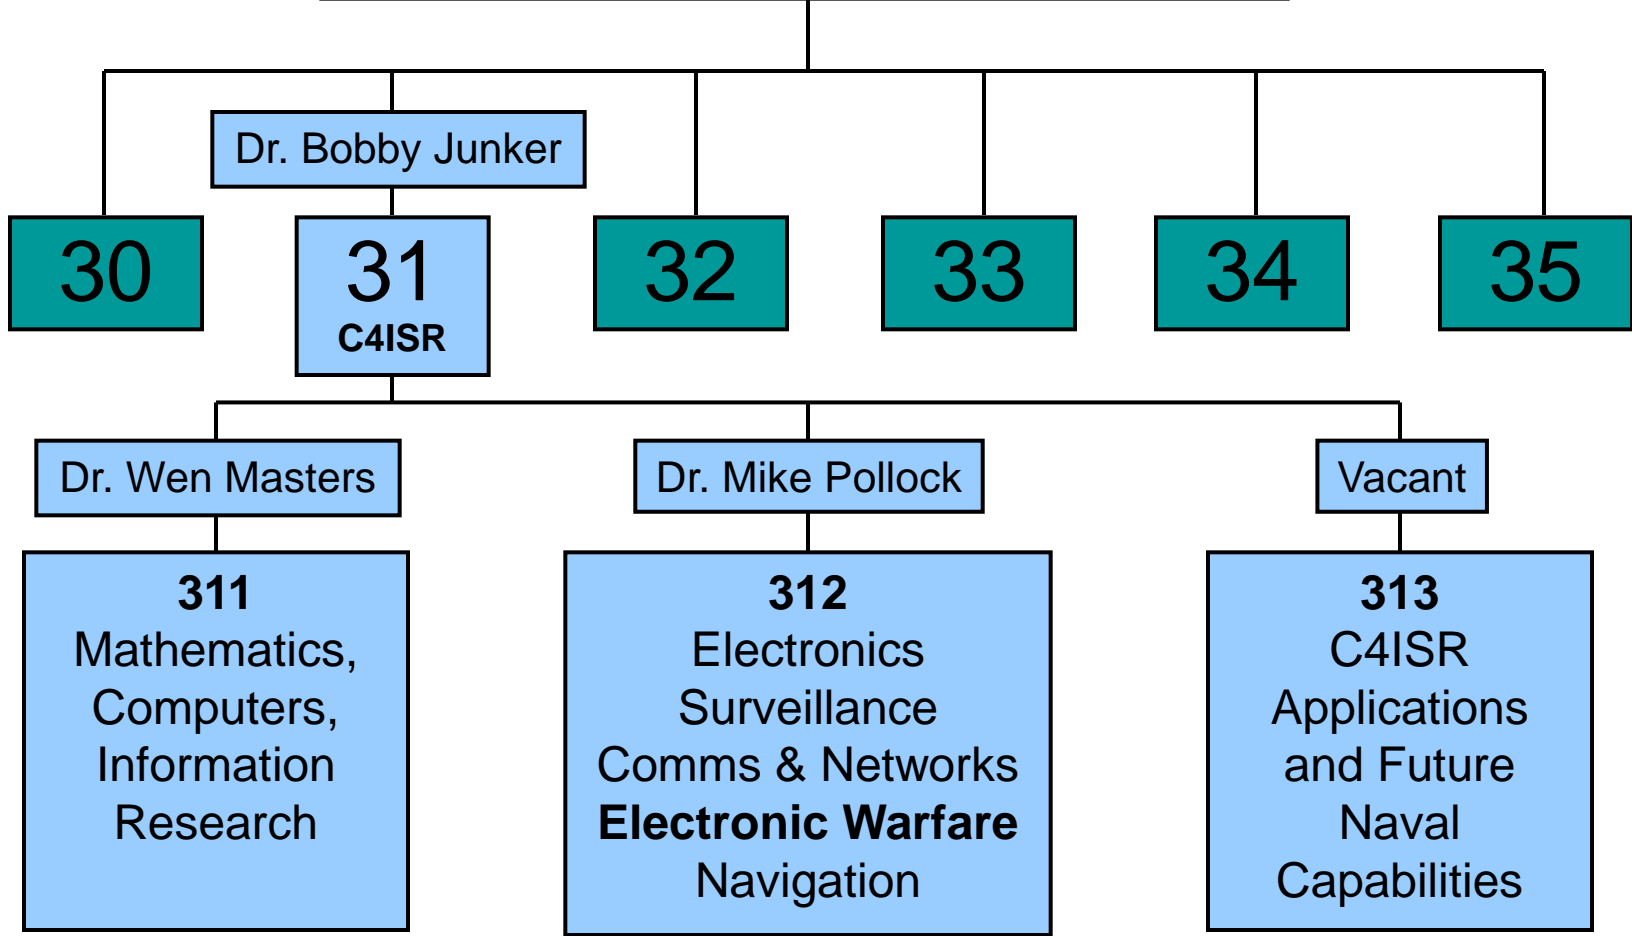 Dr. Bobby Junker
30
31
C4ISR
32
33
34
35
Dr. Wen Masters
Dr. Mike Pollock
Vacant
311
Mathematics,
Computers,
Information
Research
312
Electronics
Surveillance
Comms & Networks
Electronic Warfare
Navigation
313
C4ISR
Applications
and Future
Naval
Capabilities